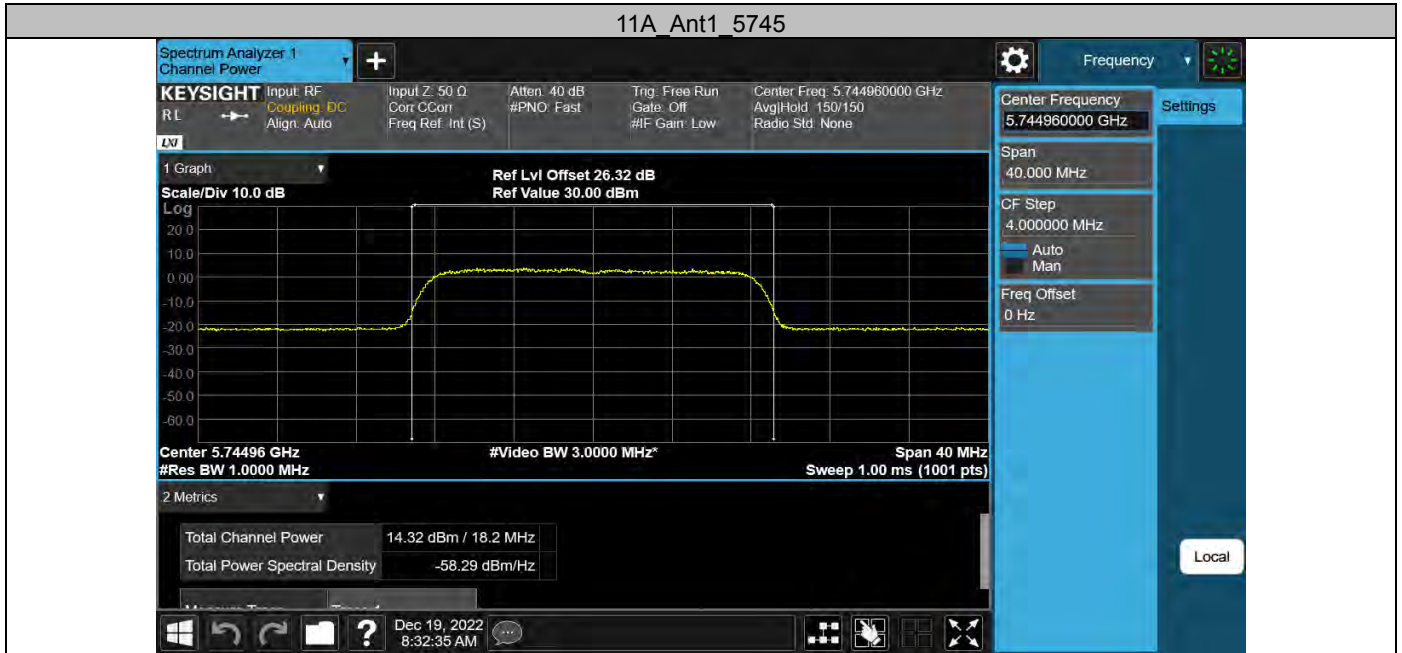 11A_Ant1_5745
Spectrum Analyzer 1
Channel Power
Frequency
KEYSIGHT
RL
LXI
Input: RF
Coupling: DC
Align: Auto
Input Z: 50 Ω
Corr CCorr
Freq Ref: Int (S)
Atten: 40 dB
#PNO: Fast
Trig: Free Run
Gate: Off
#IF Gain: Low
Center Freq: 5.744960000 GHz
Avg|Hold: 150/150
Radio Std: None
Center Frequency
5.744960000 GHz
Settings
Span
40.000 MHz
CF Step
4.000000 MHz
Auto
Man
Freq Offset
0 Hz
1 Graph
Scale/Div 10.0 dB
Ref Lvl Offset 26.32 dB
Ref Value 30.00 dBm
Log
20.0
10.0
0.00
-10.0
-20.0
-30.0
-40.0
-50.0
-60.0
Center 5.74496 GHz
#Video BW 3.0000 MHz*
Span 40 MHz
#Res BW 1.0000 MHz
Sweep 1.00 ms (1001 pts)
2 Metrics
Total Channel Power 14.32 dBm / 18.2 MHz
Total Power Spectral Density -58.29 dBm/Hz
Local
?
Dec 19, 2022
8:32:35 AM